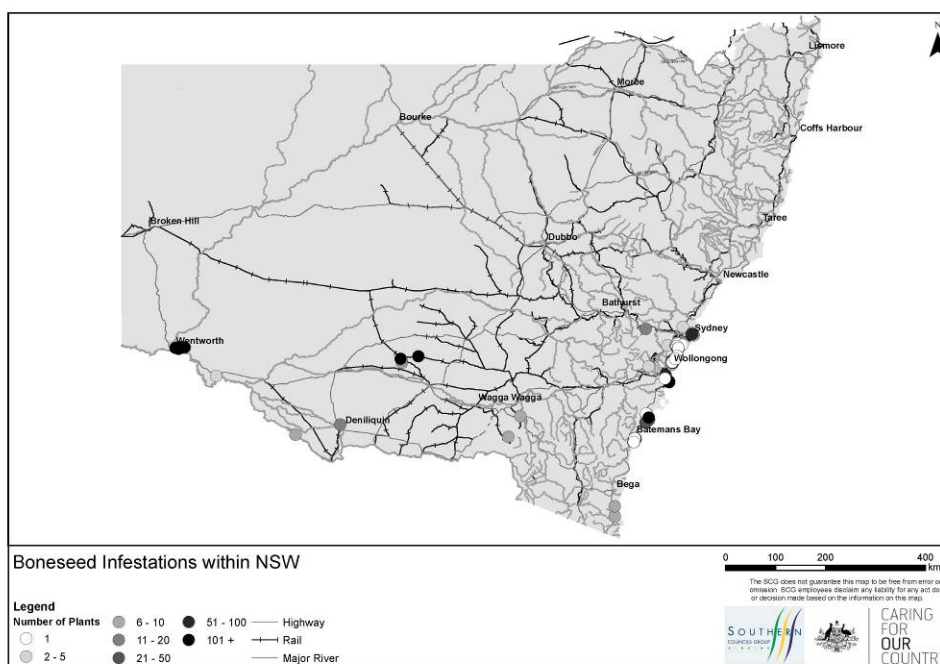 N
Lismore
Moree
Bourke
Coffs Harbour
Taree
Broken Hill
Dubbo
Newcastle
Bathurst
Sydney
Wentworth
Wollongong
Wagga Wagga
Deniliquin
Batemans Bay
Bega
Boneseed Infestations within NSW
0 100 200 400
km
The SCG does not guarantee this map to be free from error or
omission. SCG employees disclaim any liability for any act do
or decision made based on the information on this map.
Legend
Number of Plants
1
2 - 5
6 - 10
11 - 20
21 - 50
51 - 100
101 +
Highway
Rail
Major River
SOUTHERN
COUNCILS GROUP
CARING
FOR
OUR
COUNTR